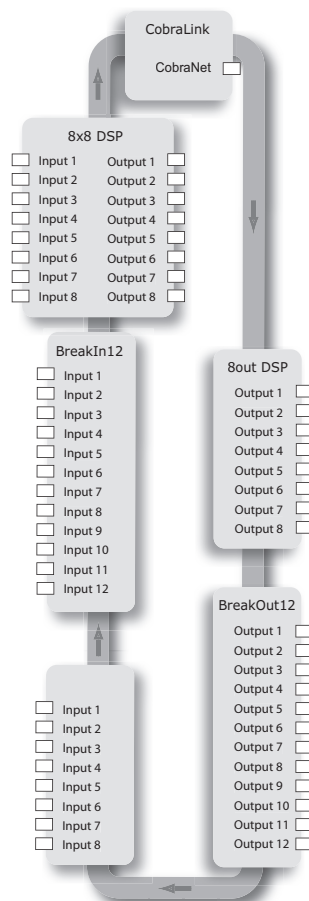 CobraLink
CobraNet
8x8 DSP
Input 1 Output 1
Input 2 Output 2
Input 3 Output 3
Input 4 Output 4
Input 5 Output 5
Input 6 Output 6
Input 7 Output 7
Input 8 Output 8
BreakIn12
Input 1
Input 2
Input 3
Input 4
Input 5
Input 6
Input 7
Input 8
Input 9
Input 10
Input 11
Input 12
8out DSP
Output 1
Output 2
Output 3
Output 4
Output 5
Output 6
Output 7
Output 8
BreakOut12
Output 1
Output 2
Output 3
Output 4
Output 5
Output 6
Output 7
Output 8
Output 9
Output 10
Output 11
Output 12
Input 1
Input 2
Input 3
Input 4
Input 5
Input 6
Input 7
Input 8